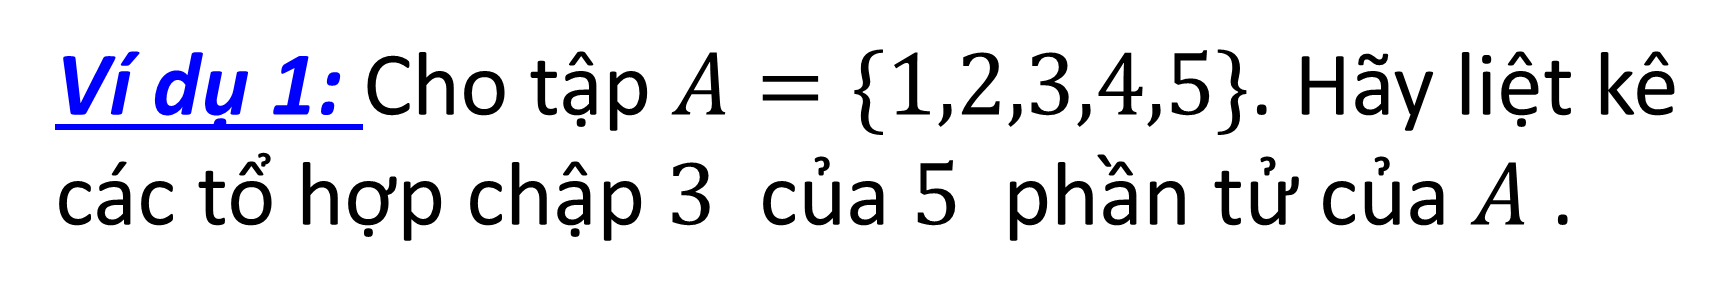 Ví dụ 1: Cho tập A = {1,2,3,4,5}. Hãy liệt kê
các tổ hợp chập 3 của 5 phần tử của A .